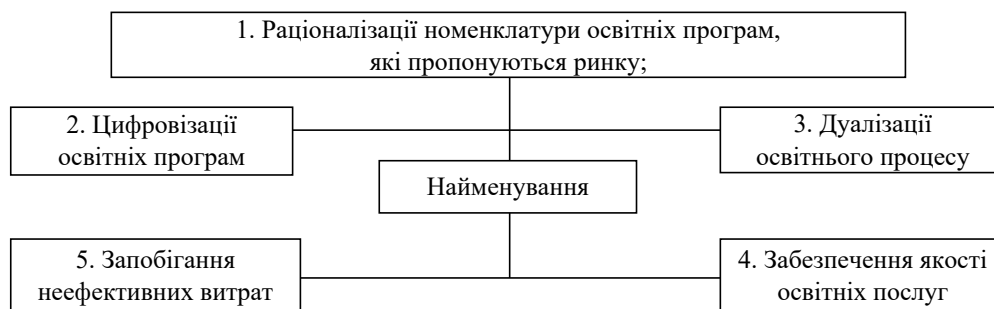 1. Раціоналізації номенклатури освітніх програм,
які пропонуються ринку;
2. Цифровізації
освітніх програм
3. Дуалізації
освітнього процесу
Найменування
5. Запобігання
неефективних витрат
4. Забезпечення якості
освітніх послуг